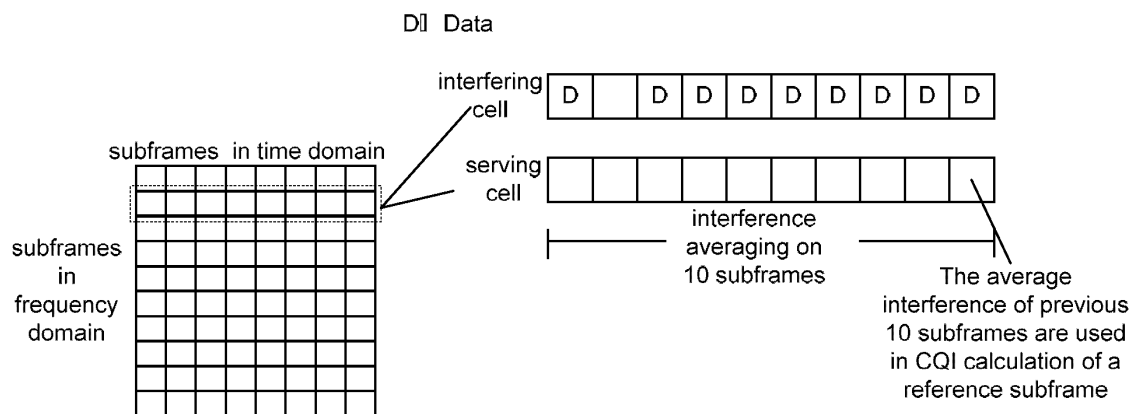 D▯ Data
interfering
cell
D D D D D D D D D
subframes in time domain
serving
cell
subframes
in
frequency
domain
interference
averaging on
10 subframes
The average
interference of previous
10 subframes are used
in CQI calculation of a
reference subframe